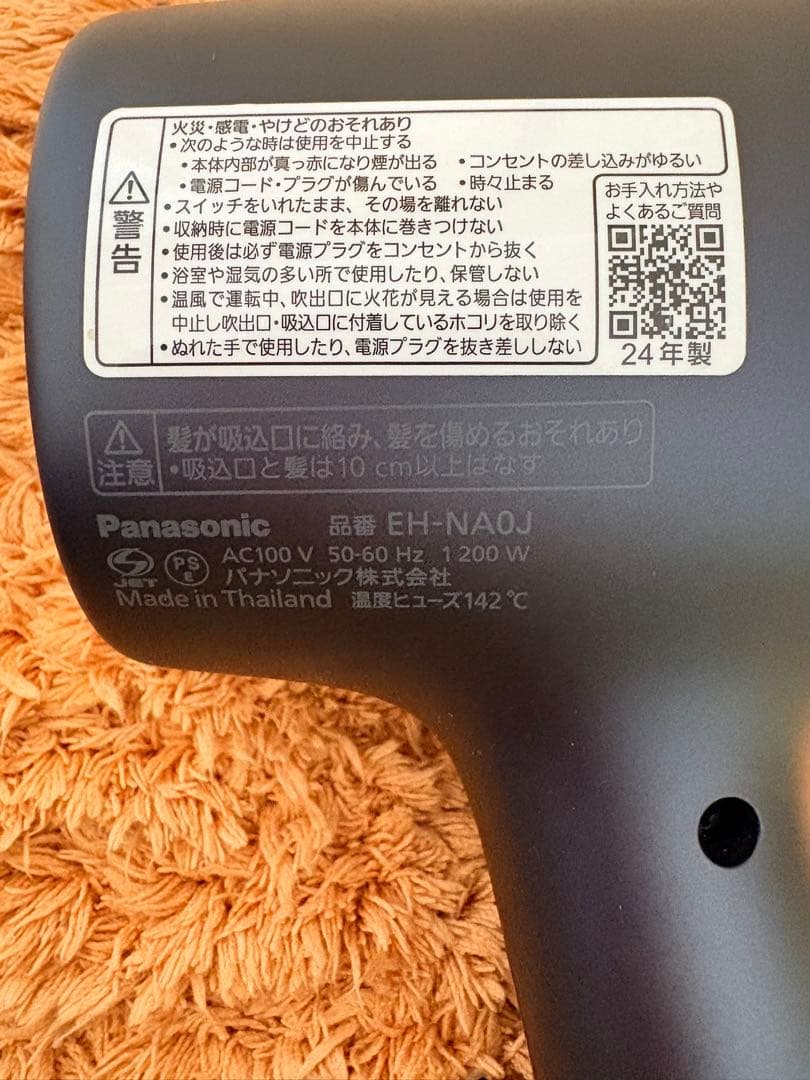 警告
火災・感電・やけどのおそれあり
•次のような時は使用を中止する
•本体内部が真っ赤になり煙が出る •コンセントの差し込みがゆるい
•電源コード・プラグが傷んでいる •時々止まる
•スイッチをいれたまま、その場を離れない
•収納時に電源コードを本体に巻きつけない
•使用後は必ず電源プラグをコンセントから抜く
•浴室や湿気の多い所で使用したり、保管しない
•温風で運転中、吹出口に火花が見える場合は使用を
中止し吹出口・吸込口に付着しているホコリを取り除く
•ぬれた手で使用したり、電源プラグを抜き差ししない
お手入れ方法や
よくあるご質問
24年製
注意
髪が吸込口に絡み、髪を傷めるおそれあり
•吸込口と髪は10 cm以上はなす
Panasonic 品番 EH-NA0J
JET PS E AC100 V 50-60 Hz 1 200 W
パナソニック株式会社
Made in Thailand 温度ヒューズ142 ℃